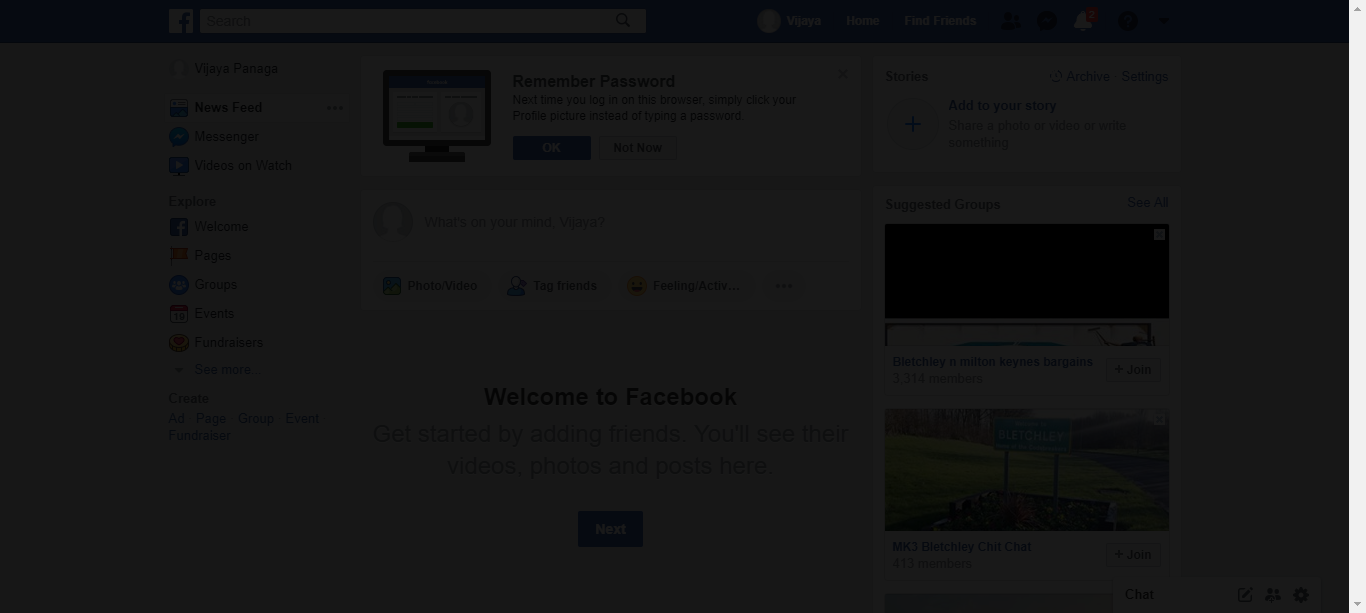 Search
Vijaya
Home
Find Friends
2
Vijaya Panaga
News Feed
Messenger
Videos on Watch
Explore
Welcome
Pages
Groups
Events
Fundraisers
See more...
Create
Ad Page Group Event
Fundraiser
Remember Password
Next time you log in on this browser, simply click your
Profile picture instead of typing a password.
OK
Not Now
What's on your mind, Vijaya?
Photo/Video
Tag friends
Feeling/Activ...
Welcome to Facebook
Get started by adding friends. You'll see their
videos, photos and posts here.
Next
Stories
Archive · Settings
Add to your story
Share a photo or video or write
something
Suggested Groups
See All
Bletchley n milton keynes bargains
3,314 members
+ Join
BLETCHLEY
MK3 Bletchley Chit Chat
413 members
+ Join
Chat